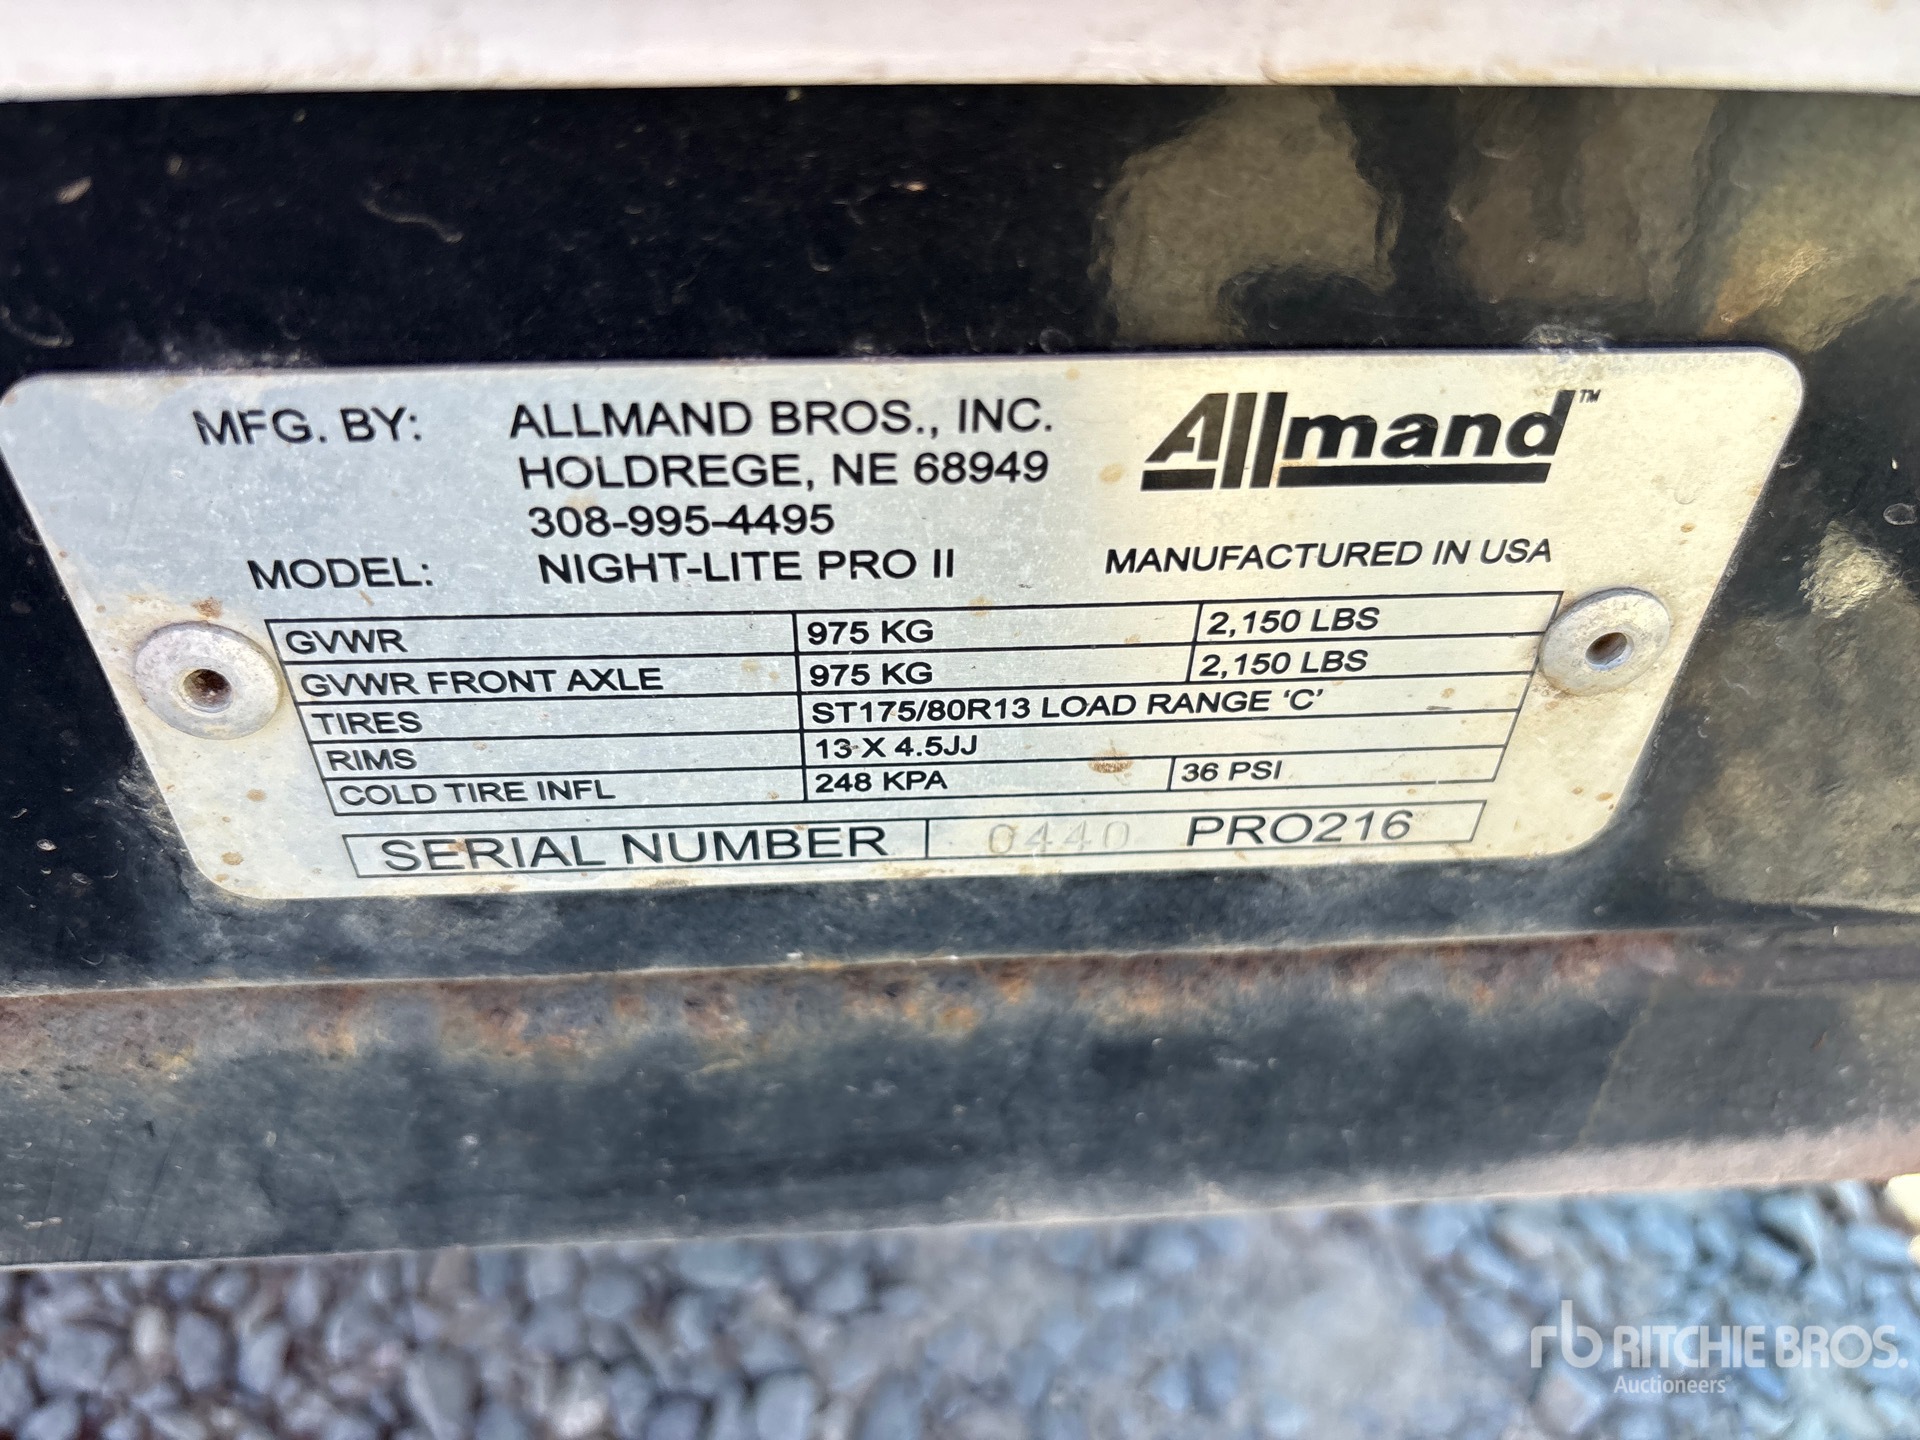 MFG. BY: ALLMAND BROS., INC.
HOLDREGE, NE 68949
308-995-4495
MODEL: NIGHT-LITE PRO II
Allmand™
MANUFACTURED IN USA
GVWR 975 KG 2,150 LBS
GVWR FRONT AXLE 975 KG 2,150 LBS
TIRES ST175/80R13 LOAD RANGE 'C'
RIMS 13 X 4.5JJ
COLD TIRE INFL 248 KPA 36 PSI
SERIAL NUMBER 0440 PRO216
rb RITCHIE BROS.
Auctioneers